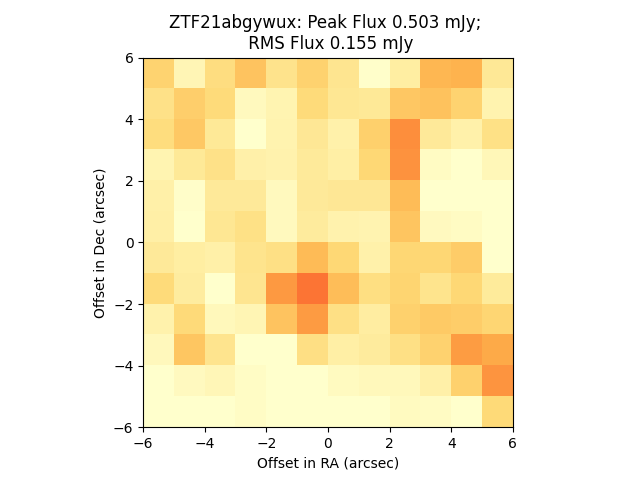 ZTF21abgywux: Peak Flux 0.503 mJy;
RMS Flux 0.155 mJy
6
4
2
0
−2
−4
−6
Offset in Dec (arcsec)
−6 −4 −2 0 2 4 6
Offset in RA (arcsec)